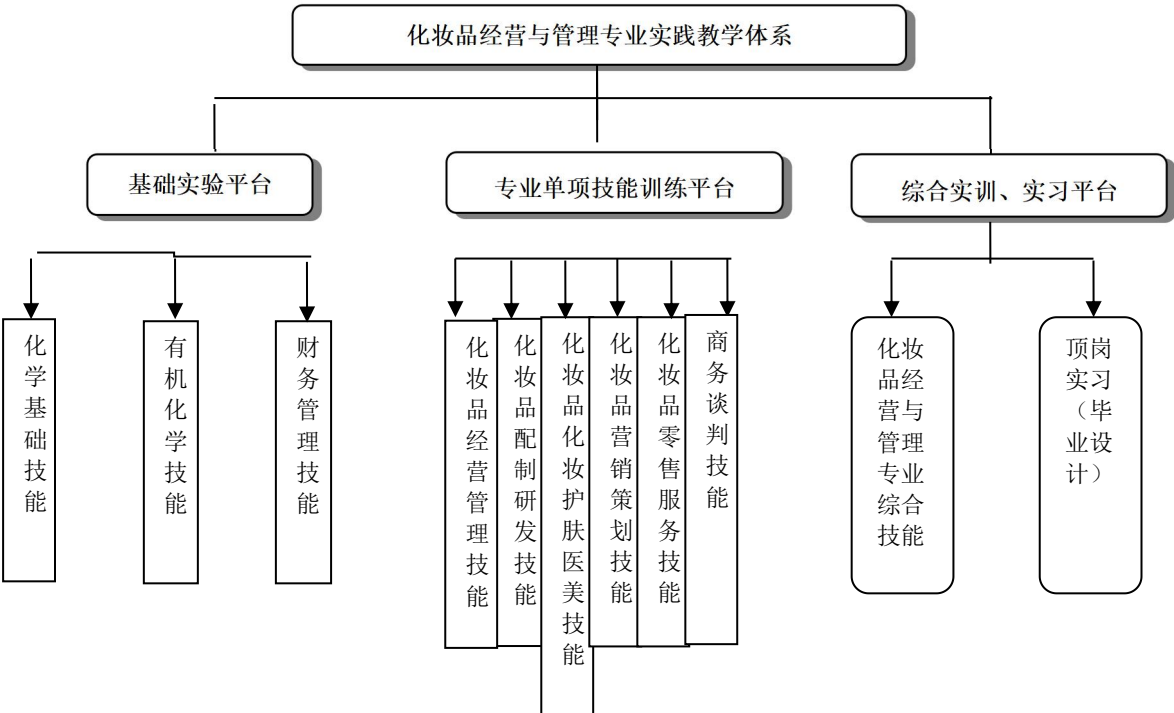 化妆品经营与管理专业实践教学体系
基础实验平台
专业单项技能训练平台
综合实训、实习平台
化学基础技能
有机化学技能
财务管理技能
化妆品经营管理技能
化妆品配制研发技能
化妆品化妆护肤医美技能
化妆品营销策划技能
化妆品零售服务技能
商务谈判技能
化妆
品经
营与
管理
专业
综合
技能
顶岗
实习
（毕
业设
计）